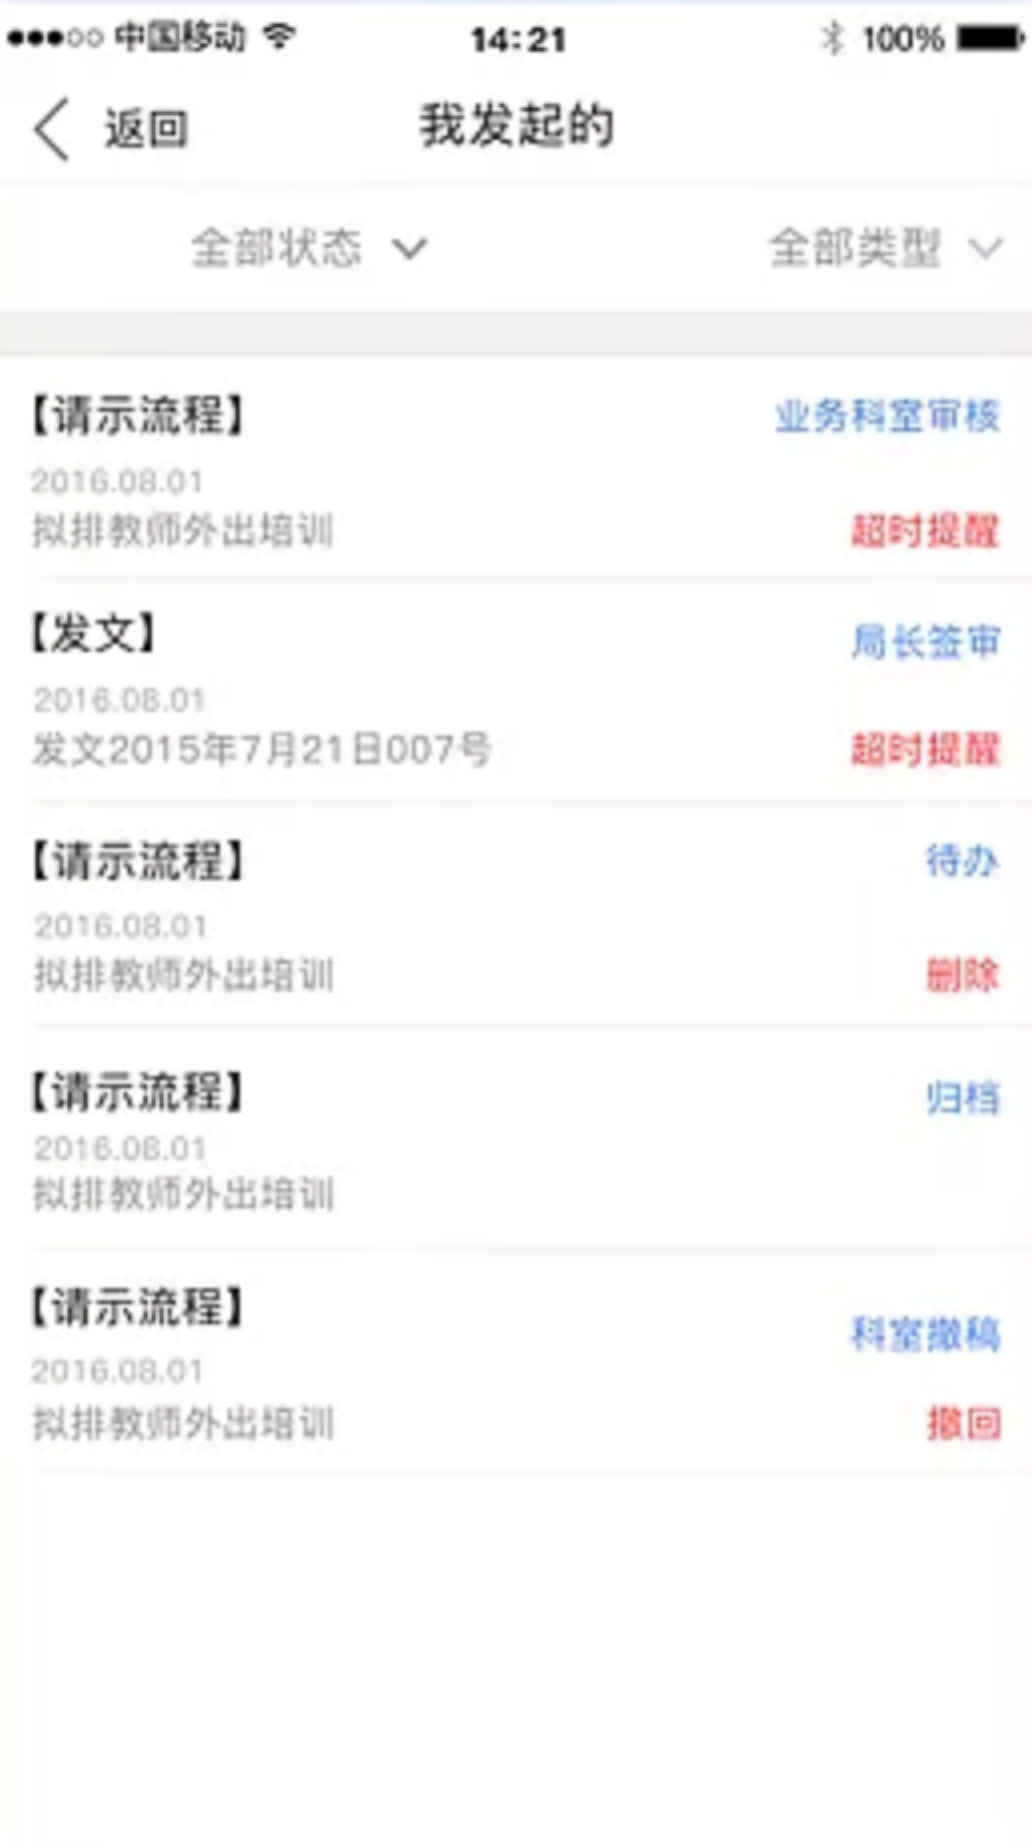 中国移动 14:21 100%
返回 我发起的
全部状态 全部类型
【请示流程】 业务科室审核
2016.08.01
拟排教师外出培训 超时提醒
【发文】 局长签审
2016.08.01
发文2015年7月21日007号 超时提醒
【请示流程】 待办
2016.08.01
拟排教师外出培训 删除
【请示流程】 归档
2016.08.01
拟排教师外出培训
【请示流程】 科室撤稿
2016.08.01
拟排教师外出培训 撤回